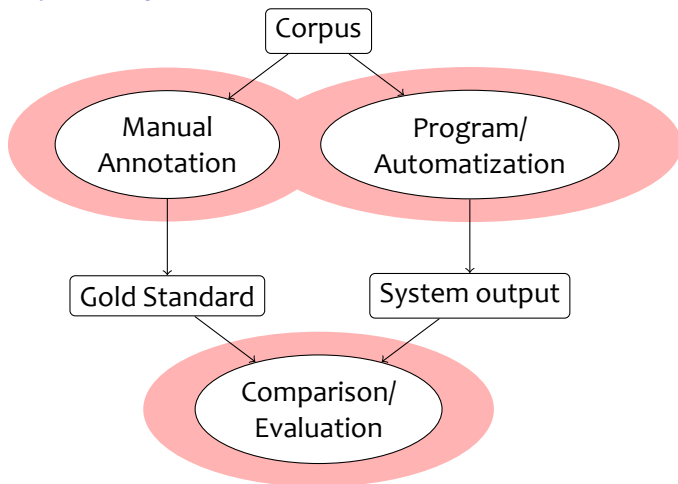 Corpus
Manual
Annotation
Program/
Automatization
Gold Standard
System output
Comparison/
Evaluation